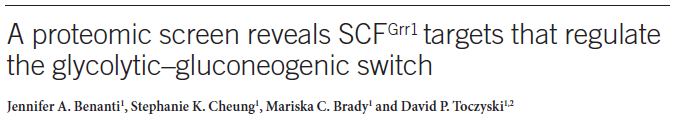 A proteomic screen reveals SCFGrr1 targets that regulate
the glycolytic–gluconeogenic switch
Jennifer A. Benanti1, Stephanie K. Cheung1, Mariska C. Brady1 and David P. Toczyski1,2